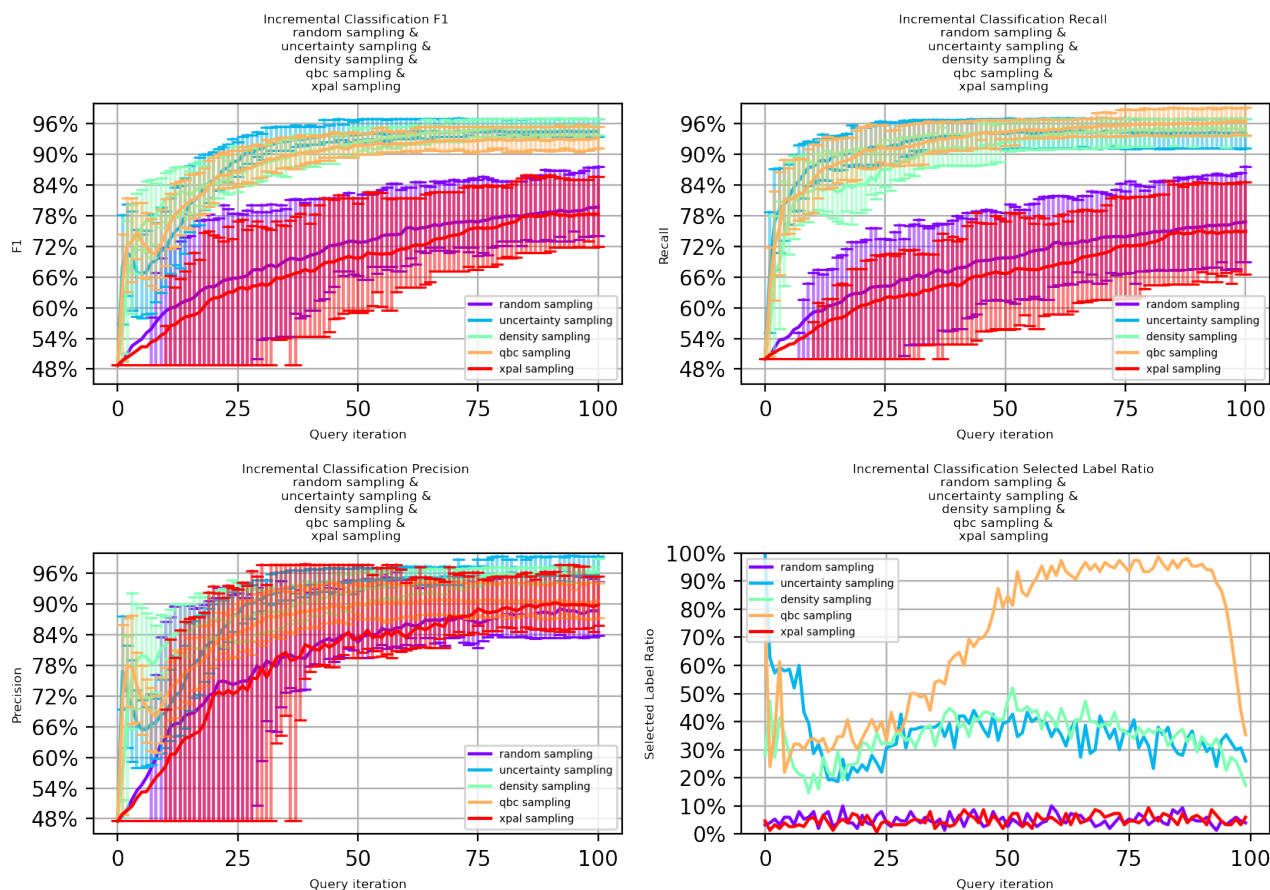 Incremental Classification F1
random sampling &
uncertainty sampling &
density sampling &
qbc sampling &
xpal sampling
96%
90%
84%
78%
72%
66%
60%
54%
48%
F1
0
25
50
75
100
Query iteration
random sampling
uncertainty sampling
density sampling
qbc sampling
xpal sampling
Incremental Classification Recall
random sampling &
uncertainty sampling &
density sampling &
qbc sampling &
xpal sampling
96%
90%
84%
78%
72%
66%
60%
54%
48%
Recall
0
25
50
75
100
Query iteration
random sampling
uncertainty sampling
density sampling
qbc sampling
xpal sampling
Incremental Classification Precision
random sampling &
uncertainty sampling &
density sampling &
qbc sampling &
xpal sampling
96%
90%
84%
78%
72%
66%
60%
54%
48%
Precision
0
25
50
75
100
Query iteration
random sampling
uncertainty sampling
density sampling
qbc sampling
xpal sampling
Incremental Classification Selected Label Ratio
random sampling &
uncertainty sampling &
density sampling &
qbc sampling &
xpal sampling
100%
90%
80%
70%
60%
50%
40%
30%
20%
10%
0%
Selected Label Ratio
0
25
50
75
100
Query iteration
random sampling
uncertainty sampling
density sampling
qbc sampling
xpal sampling